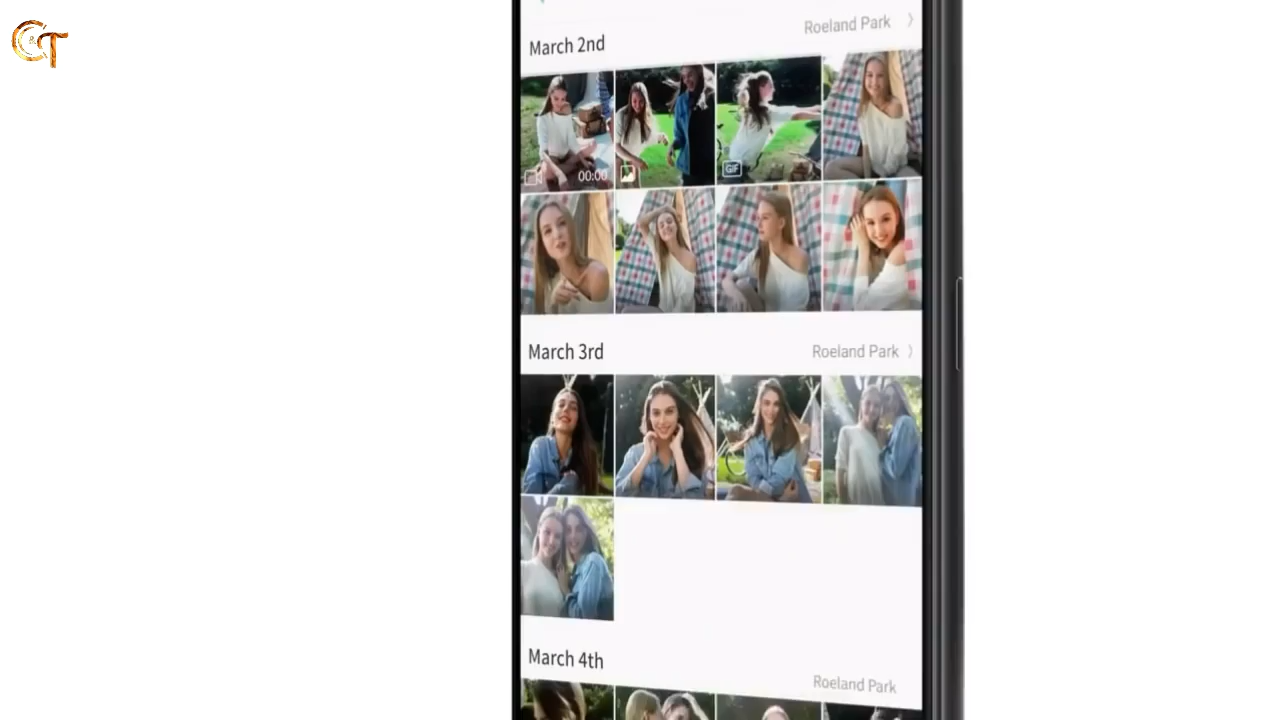 C&T
March 2nd
Roeland Park
00:00
GIF
March 3rd
Roeland Park
March 4th
Roeland Park